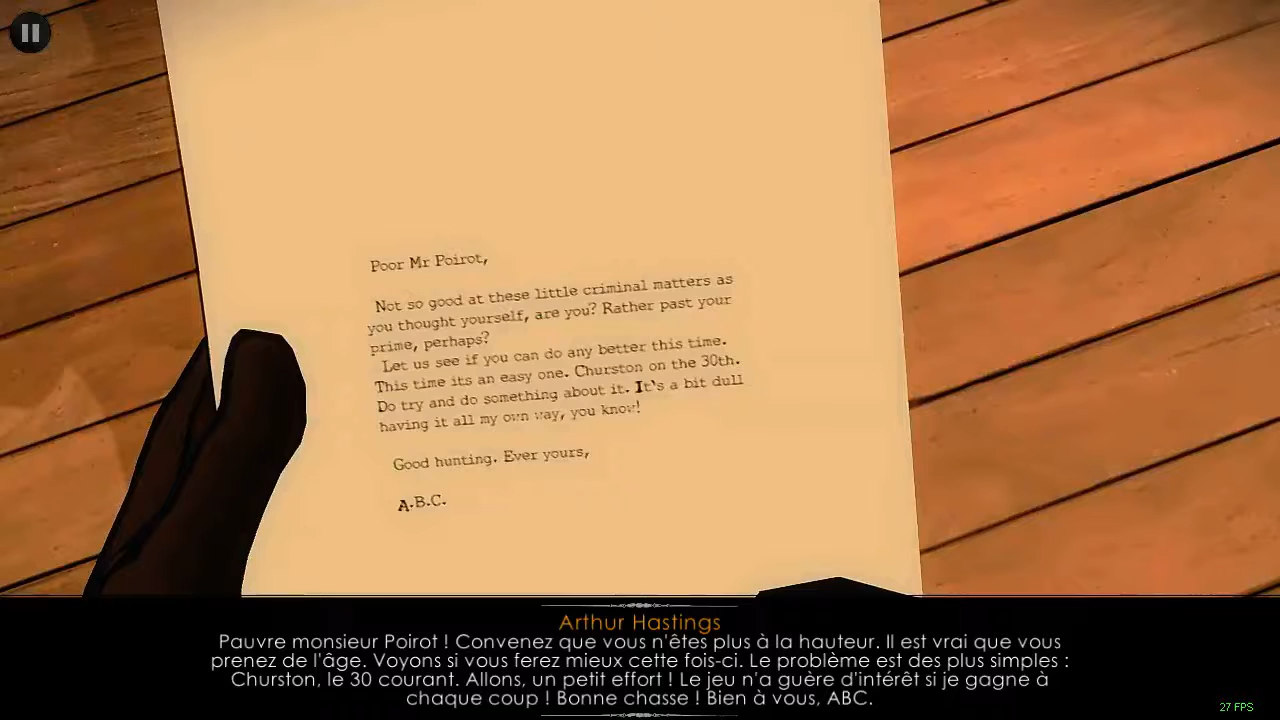 Poor Mr Poirot,
Not so good at these little criminal matters as
you thought yourself, are you? Rather past your
prime, perhaps?
Let us see if you can do any better this time.
This time its an easy one. Churston on the 30th.
Do try and do something about it. It's a bit dull
having it all my own way, you know!
Good hunting. Ever yours,
A.B.C.
Arthur Hastings
Pauvre monsieur Poirot ! Convenez que vous n'êtes plus à la hauteur. Il est vrai que vous
prenez de l'âge. Voyons si vous ferez mieux cette fois-ci. Le problème est des plus simples :
Churston, le 30 courant. Allons, un petit effort ! Le jeu n'a guère d'intérêt si je gagne à
chaque coup ! Bonne chasse ! Bien à vous, ABC.
27 FPS